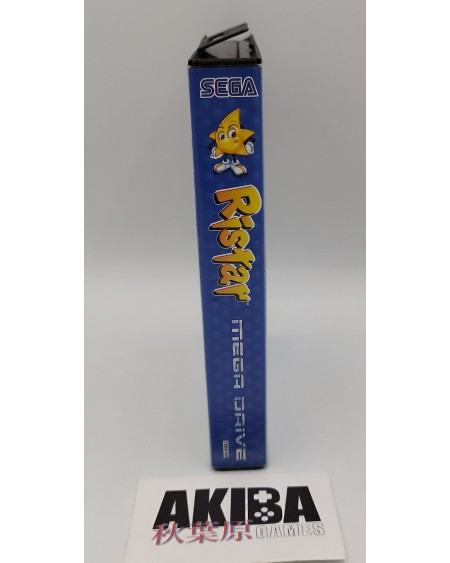 SEGA
Ristar
MEGA DRIVE
AKIBA
秋葉原 GAMES